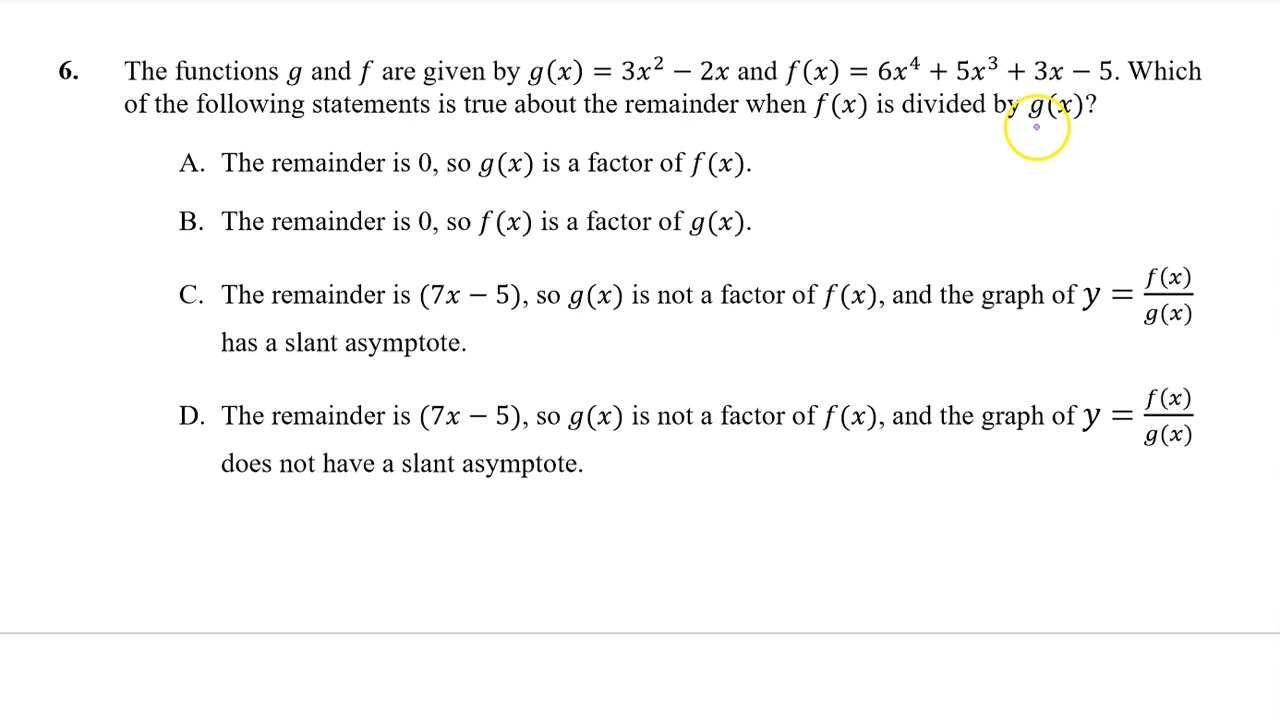 6. The functions g and f are given by g(x) = 3x² − 2x and f(x) = 6x⁴ + 5x³ + 3x − 5. Which
of the following statements is true about the remainder when f(x) is divided by g(x)?
A. The remainder is 0, so g(x) is a factor of f(x).
B. The remainder is 0, so f(x) is a factor of g(x).
C. The remainder is (7x − 5), so g(x) is not a factor of f(x), and the graph of y = f(x)/g(x)
has a slant asymptote.
D. The remainder is (7x − 5), so g(x) is not a factor of f(x), and the graph of y = f(x)/g(x)
does not have a slant asymptote.